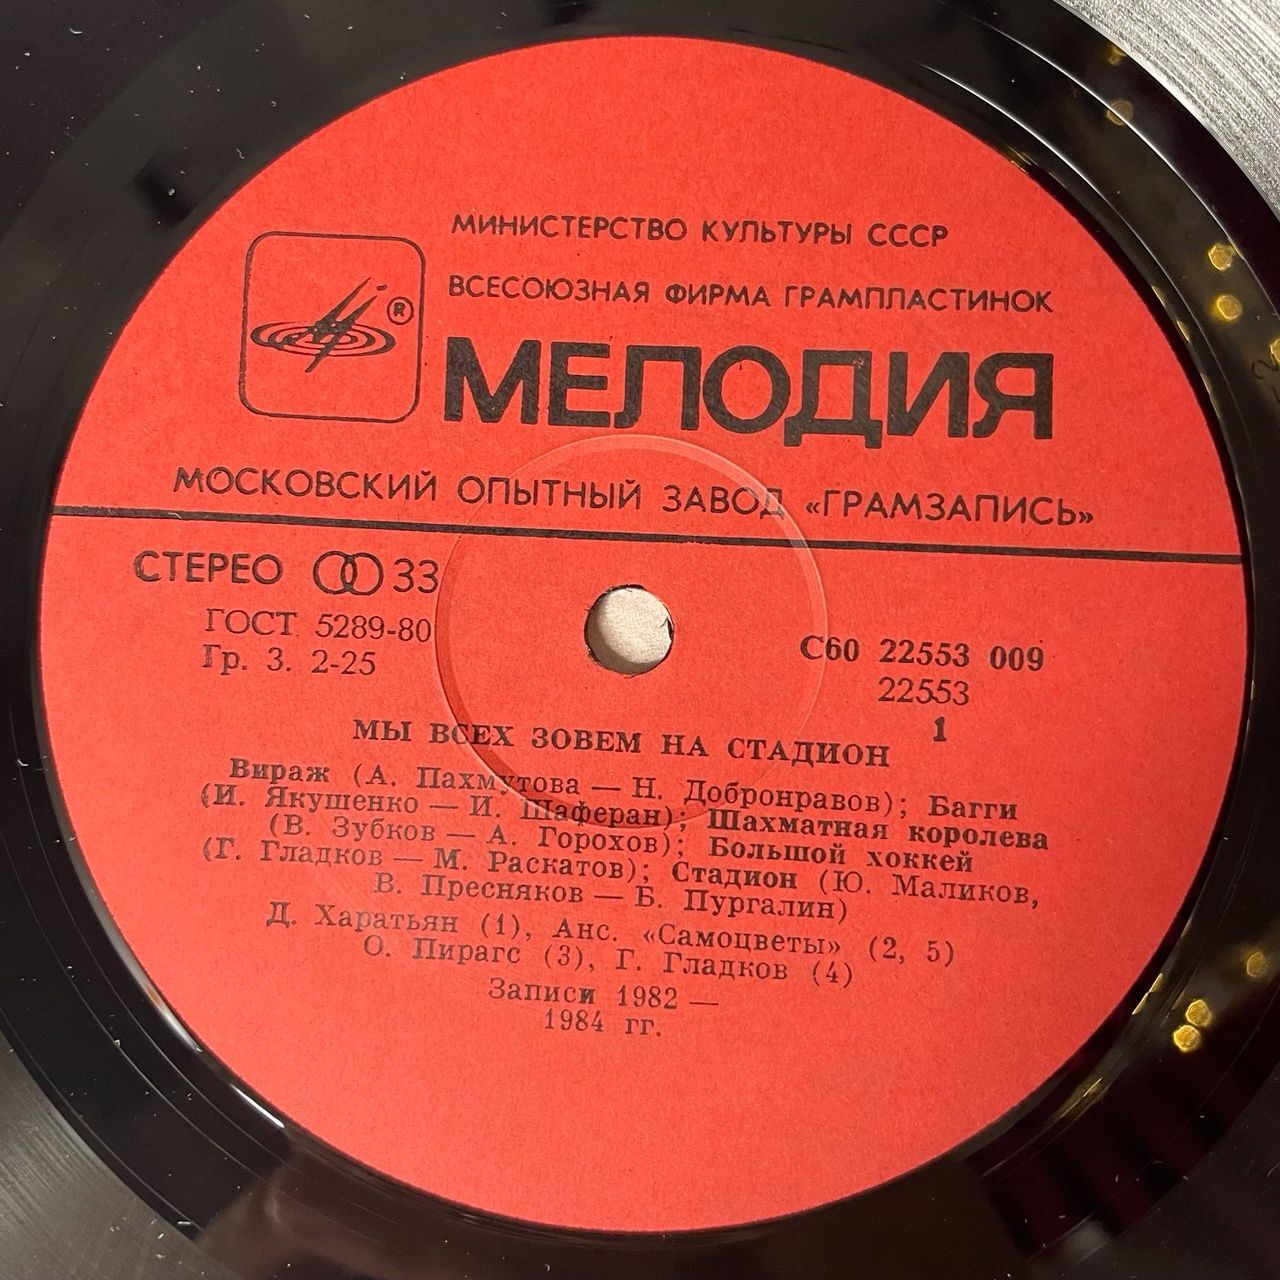 МИНИСТЕРСТВО КУЛЬТУРЫ СССР
ВСЕСОЮЗНАЯ ФИРМА ГРАМПЛАСТИНОК
®
МЕЛОДИЯ
МОСКОВСКИЙ ОПЫТНЫЙ ЗАВОД «ГРАМЗАПИСЬ»
СТЕРЕО 33
ГОСТ 5289-80
Гр. 3. 2-25
С60 22553 009
22553
1
МЫ ВСЕХ ЗОВЕМ НА СТАДИОН
Вираж (А. Пахмутова — Н. Добронравов); Багги
(И. Якушенко — И. Шаферан); Шахматная королева
(В. Зубков — А. Горохов); Большой хоккей
(Г. Гладков — М. Раскатов); Стадион (Ю. Маликов,
В. Пресняков — Б. Пургалин)
Д. Харатьян (1), Анс. «Самоцветы» (2, 5)
О. Пирагс (3), Г. Гладков (4)
Записи 1982 —
1984 гг.